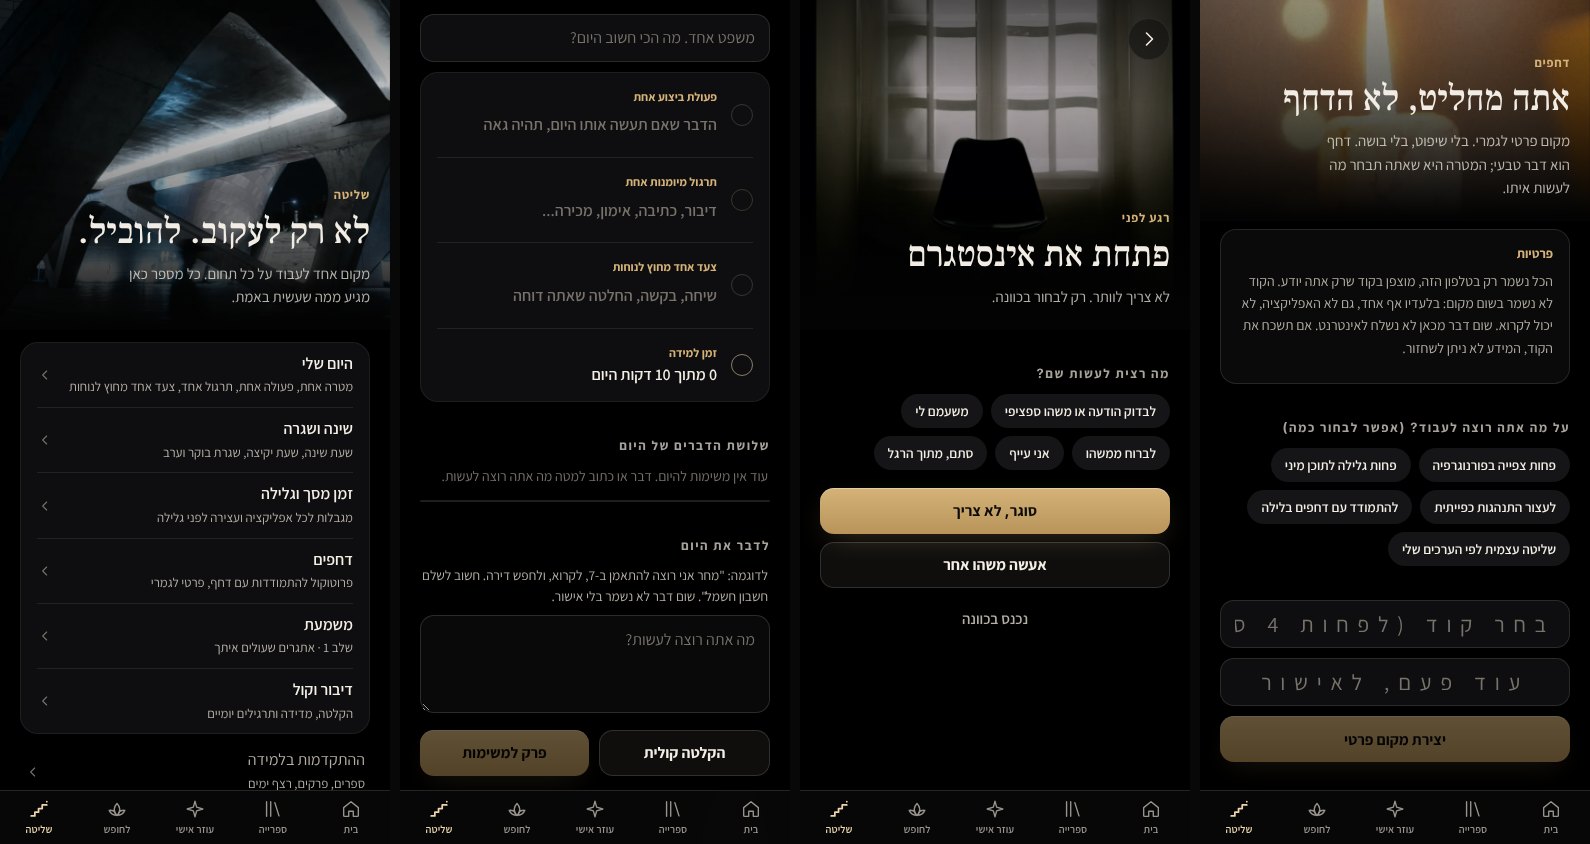 שליטה
לא רק לעקוב. להוביל.
מקום אחד לעבוד על כל תחום. כל מספר כאן
מגיע ממה שעשית באמת.
היום שלי
מטרה אחת, פעולה אחת, תרגול אחד, צעד אחד מחוץ לנוחות
שינה ושגרה
שעת שינה, שעת יקיצה, שגרת בוקר וערב
זמן מסך וגלילה
מגבלות לכל אפליקציה ועצירה לפני גלילה
דחפים
פרוטוקול להתמודדות עם דחף, פרטי לגמרי
משמעת
שלב 1 · אתגרים שעולים איתך
דיבור וקול
הקלטה, מדידה ותרגילים יומיים
ההתקדמות בלמידה
ספרים, פרקים, רצף ימים
בית
ספרייה
עוזר אישי
לחופש
שליטה
משפט אחד. מה הכי חשוב היום?
פעולת ביצוע אחת
הדבר שאם תעשה אותו היום, תהיה גאה
תרגול מיומנות אחת
דיבור, כתיבה, אימון, מכירה...
צעד אחד מחוץ לנוחות
שיחה, בקשה, החלטה שאתה דוחה
זמן למידה
0 מתוך 10 דקות היום
שלושת הדברים של היום
עוד אין משימות להיום. דבר או כתוב למטה מה אתה רוצה לעשות.
לדבר את היום
לדוגמה: "מחר אני רוצה להתאמן ב-7, לקרוא, ולחפש דירה. חשוב לשלם
חשבון חשמל". שום דבר לא נשמר בלי אישור.
מה אתה רוצה לעשות?
הקלטה קולית
פרק למשימות
בית
ספרייה
עוזר אישי
לחופש
שליטה
רגע לפני
פתחת את אינסטגרם
לא צריך לוותר. רק לבחור בכוונה.
מה רצית לעשות שם?
לבדוק הודעה או משהו ספציפי
משעמם לי
לברוח ממשהו
אני עייף
סתם, מתוך הרגל
סוגר, לא צריך
אעשה משהו אחר
נכנס בכוונה
בית
ספרייה
עוזר אישי
לחופש
שליטה
דחפים
אתה מחליט, לא הדחף
מקום פרטי לגמרי. בלי שיפוט, בלי בושה. דחף
הוא דבר טבעי; המטרה היא שאתה תבחר מה
לעשות איתו.
פרטיות
הכל נשמר רק בטלפון הזה, מוצפן בקוד שרק אתה יודע. הקוד
לא נשמר בשום מקום: בלעדיו אף אחד, גם לא האפליקציה, לא
יכול לקרוא. שום דבר מכאן לא נשלח לאינטרנט. אם תשכח את
הקוד, המידע לא ניתן לשחזור.
על מה אתה רוצה לעבוד? (אפשר לבחור כמה)
פחות צפייה בפורנוגרפיה
פחות גלילה לתוכן מיני
לעצור התנהגות כפייתית
להתמודד עם דחפים בלילה
שליטה עצמית לפי הערכים שלי
בחר קוד (לפחות 4 ס
עוד פעם, לאישור
יצירת מקום פרטי
בית
ספרייה
עוזר אישי
לחופש
שליטה